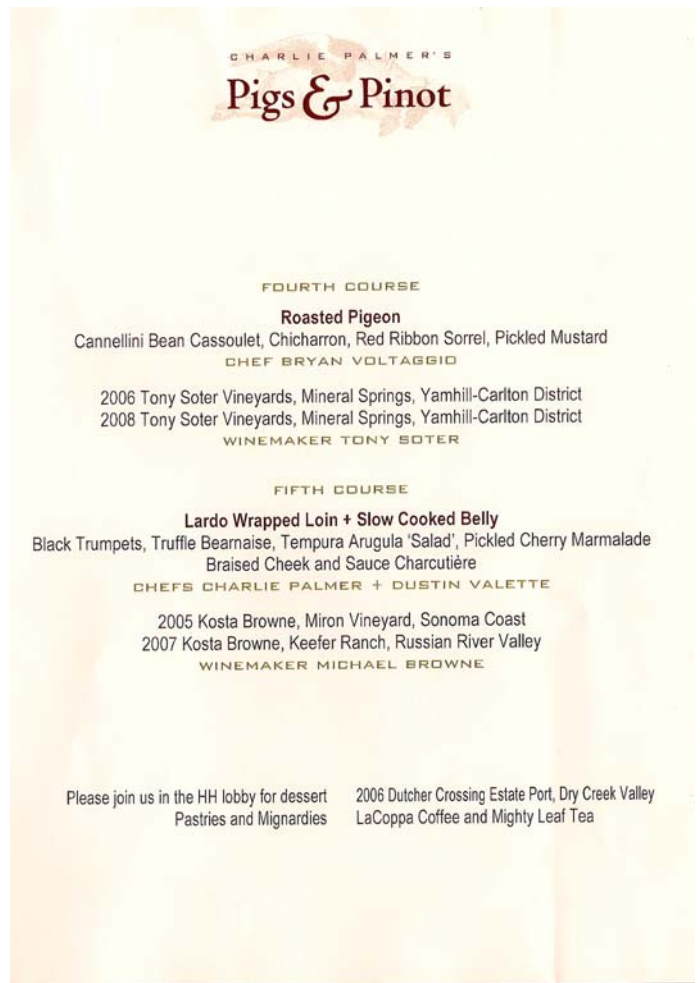 CHARLIE PALMER'S
Pigs & Pinot
FOURTH COURSE
Roasted Pigeon
Cannellini Bean Cassoulet, Chicharron, Red Ribbon Sorrel, Pickled Mustard
CHEF BRYAN VOLTAGGIO
2006 Tony Soter Vineyards, Mineral Springs, Yamhill-Carlton District
2008 Tony Soter Vineyards, Mineral Springs, Yamhill-Carlton District
WINEMAKER TONY SOTER
FIFTH COURSE
Lardo Wrapped Loin + Slow Cooked Belly
Black Trumpets, Truffle Bearnaise, Tempura Arugula ‘Salad’, Pickled Cherry Marmalade
Braised Cheek and Sauce Charcutière
CHEFS CHARLIE PALMER + DUSTIN VALETTE
2005 Kosta Browne, Miron Vineyard, Sonoma Coast
2007 Kosta Browne, Keefer Ranch, Russian River Valley
WINEMAKER MICHAEL BROWNE
Please join us in the HH lobby for dessert
Pastries and Mignardies
2006 Dutcher Crossing Estate Port, Dry Creek Valley
LaCoppa Coffee and Mighty Leaf Tea